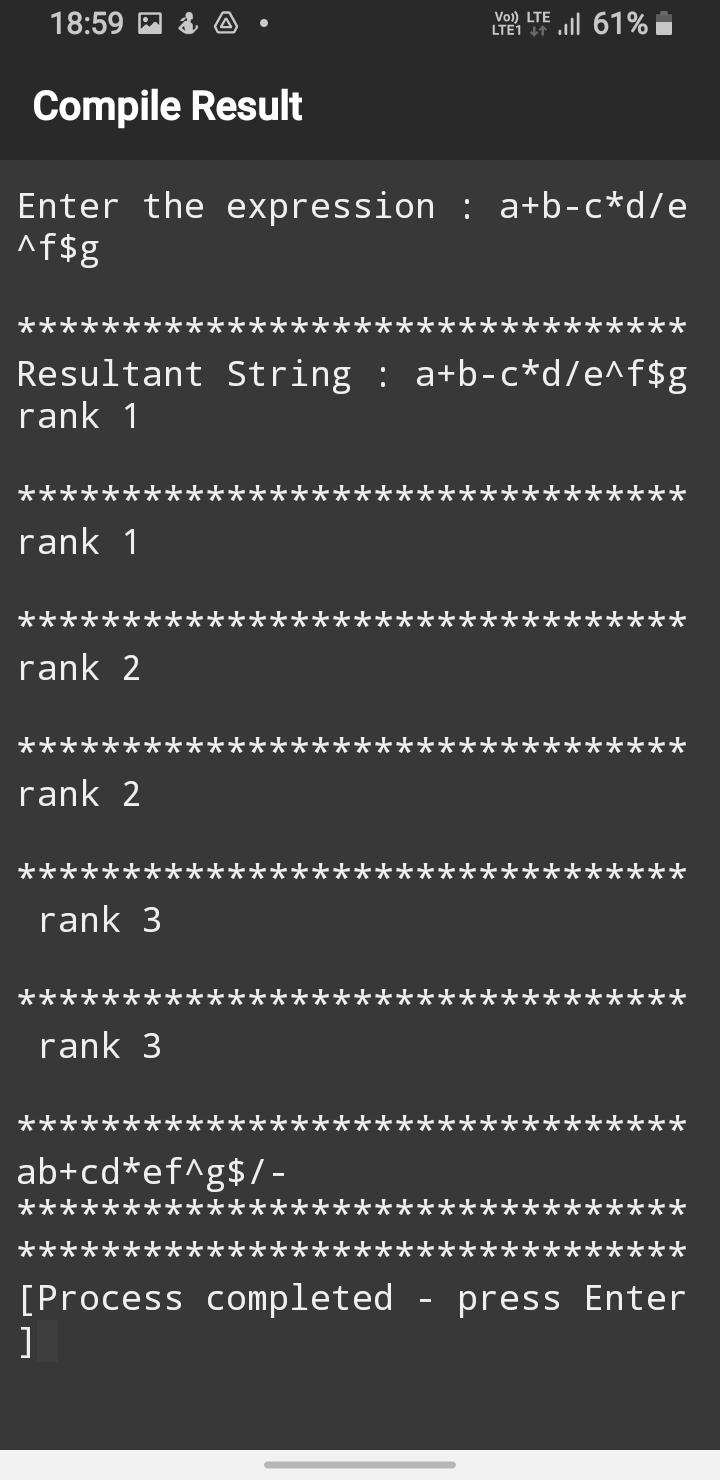 18:59
Vo)) LTE
LTE1
61%
Compile Result
Enter the expression : a+b-c*d/e
^f$g
********************************
Resultant String : a+b-c*d/e^f$g
rank 1
********************************
rank 1
********************************
rank 2
********************************
rank 2
********************************
rank 3
********************************
rank 3
********************************
ab+cd*ef^g$/-
********************************
********************************
[Process completed - press Enter
]